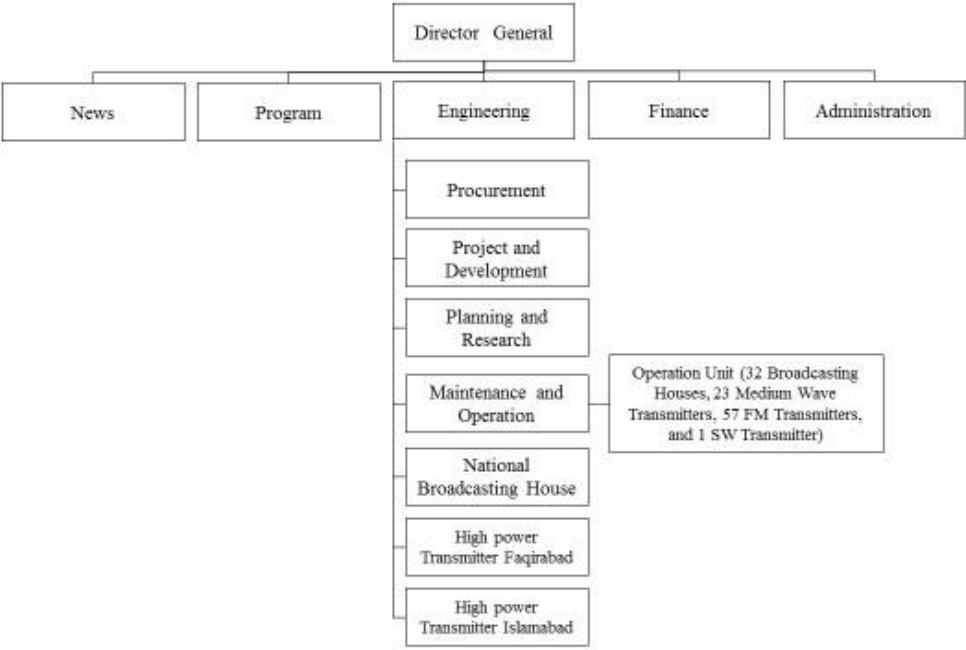 Director General
News
Program
Engineering
Finance
Administration
Procurement
Project and
Development
Planning and
Research
Maintenance and
Operation
Operation Unit (32 Broadcasting
Houses, 23 Medium Wave
Transmitters, 57 FM Transmitters,
and 1 SW Transmitter)
National
Broadcasting House
High power
Transmitter Faqirabad
High power
Transmitter Islamabad